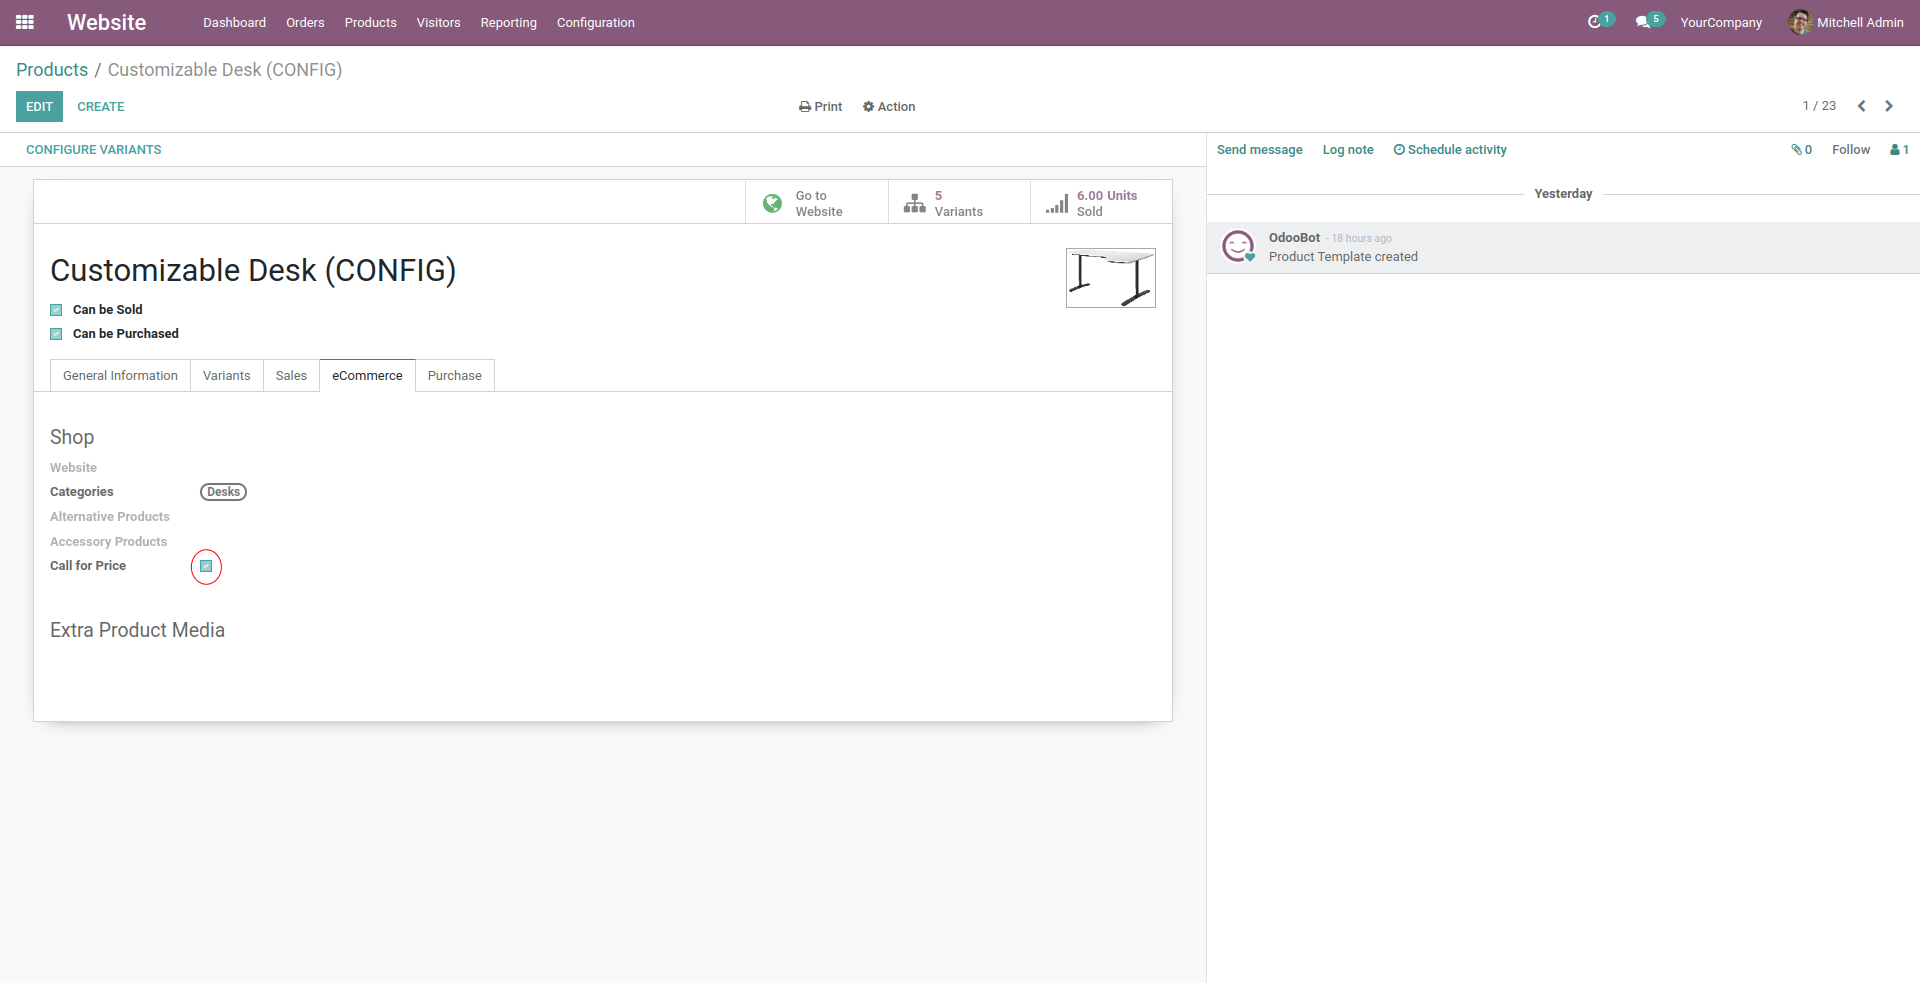 Website Dashboard Orders Products Visitors Reporting Configuration 1 5 YourCompany Mitchell Admin
Products / Customizable Desk (CONFIG)
EDIT CREATE Print Action 1 / 23
CONFIGURE VARIANTS
Send message Log note Schedule activity 0 Follow 1
Go to
Website
5
Variants
6.00 Units
Sold
Yesterday
OdooBot - 18 hours ago
Product Template created
Customizable Desk (CONFIG)
Can be Sold
Can be Purchased
General Information Variants Sales eCommerce Purchase
Shop
Website
Categories Desks
Alternative Products
Accessory Products
Call for Price
Extra Product Media